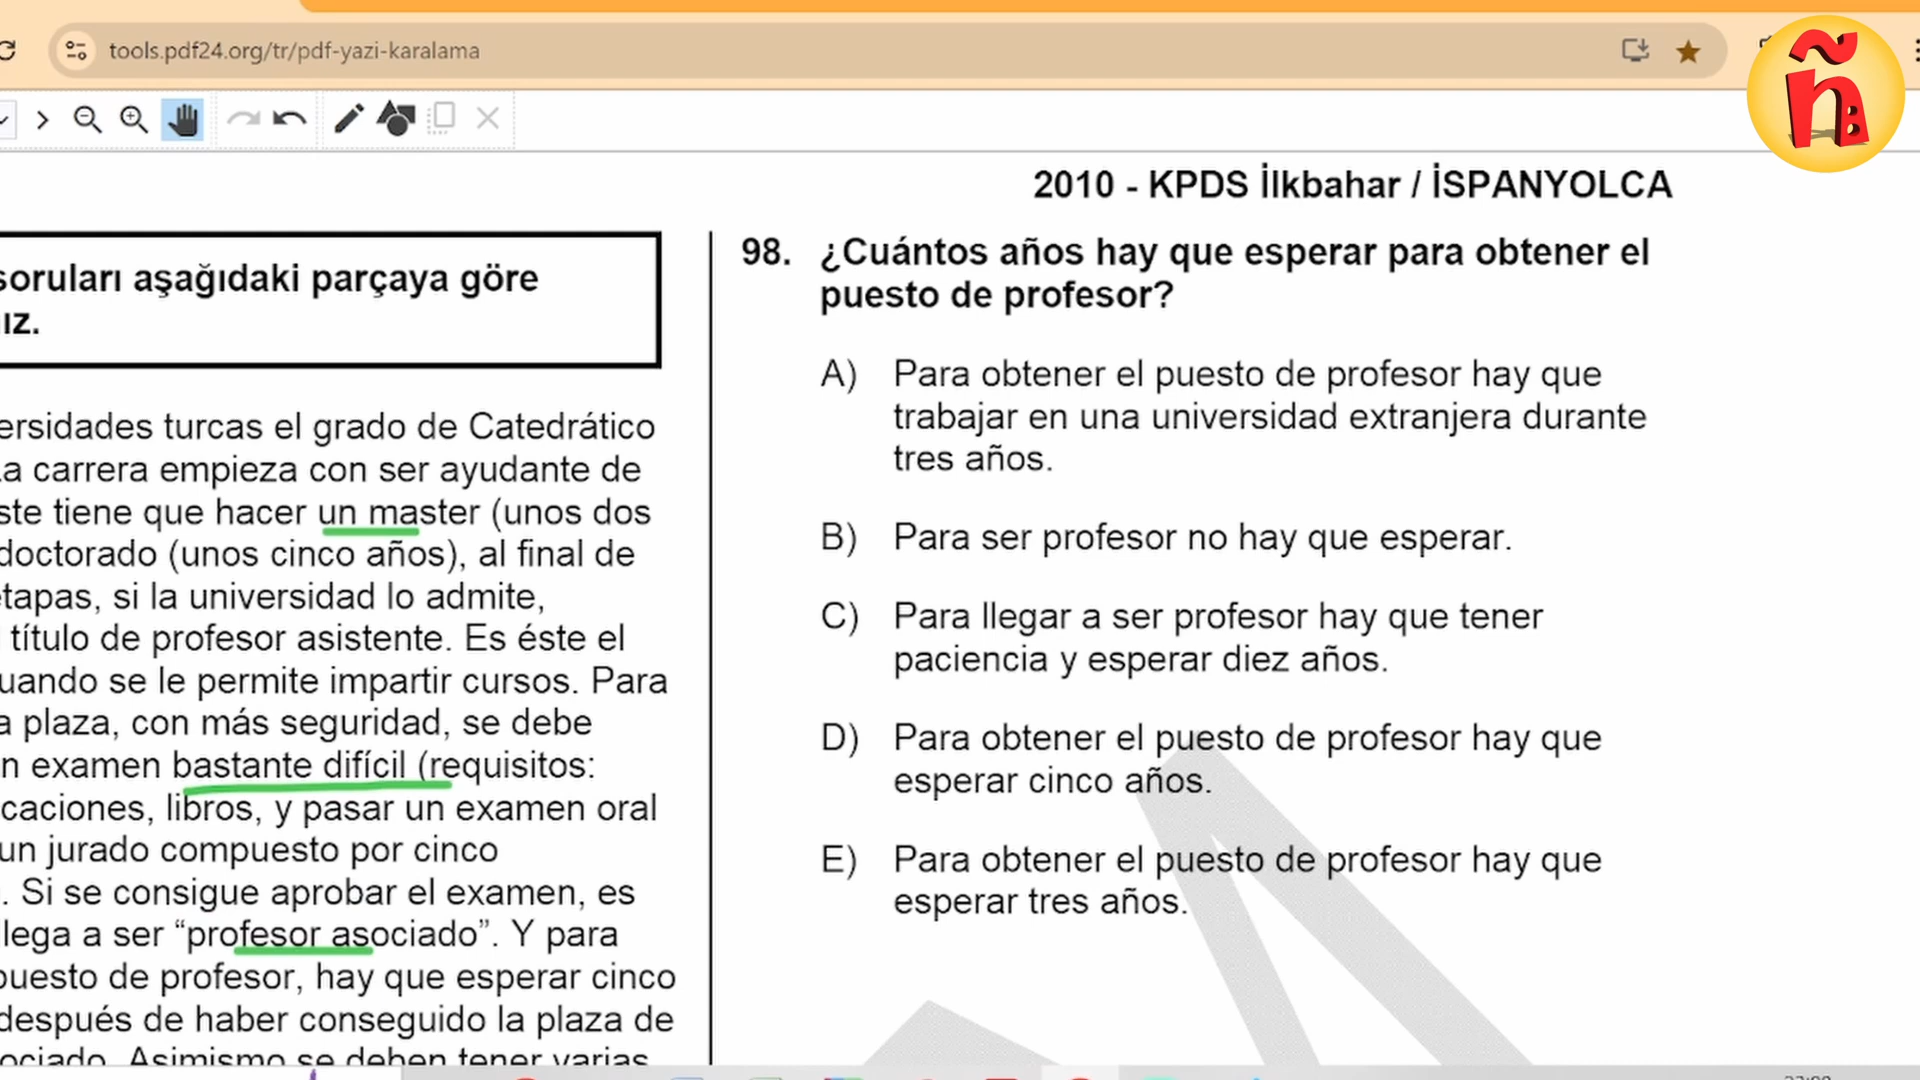 tools.pdf24.org/tr/pdf-yazi-karalama
ñ
2010 - KPDS İlkbahar / İSPANYOLCA
soruları aşağıdaki parçaya göre
ız.
ersidades turcas el grado de Catedrático
La carrera empieza con ser ayudante de
ste tiene que hacer un master (unos dos
doctorado (unos cinco años), al final de
etapas, si la universidad lo admite,
título de profesor asistente. Es éste el
uando se le permite impartir cursos. Para
a plaza, con más seguridad, se debe
n examen bastante difícil (requisitos:
caciones, libros, y pasar un examen oral
un jurado compuesto por cinco
. Si se consigue aprobar el examen, es
lega a ser “profesor asociado”. Y para
puesto de profesor, hay que esperar cinco
después de haber conseguido la plaza de
ociado. Asimismo se deben tener varias
98. ¿Cuántos años hay que esperar para obtener el
puesto de profesor?
A) Para obtener el puesto de profesor hay que
trabajar en una universidad extranjera durante
tres años.
B) Para ser profesor no hay que esperar.
C) Para llegar a ser profesor hay que tener
paciencia y esperar diez años.
D) Para obtener el puesto de profesor hay que
esperar cinco años.
E) Para obtener el puesto de profesor hay que
esperar tres años.